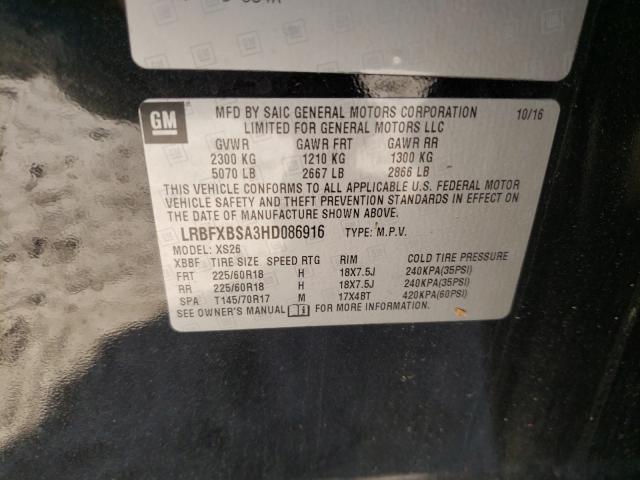 GM
MFD BY SAIC GENERAL MOTORS CORPORATION 10/16
LIMITED FOR GENERAL MOTORS LLC
GVWR GAWR FRT GAWR RR
2300 KG 1210 KG 1300 KG
5070 LB 2667 LB 2866 LB
THIS VEHICLE CONFORMS TO ALL APPLICABLE U.S. FEDERAL MOTOR
VEHICLE SAFETY AND THEFT PREVENTION STANDARDS IN EFFECT ON
THE DATE OF MANUFACTURE SHOWN ABOVE.
LRBFXBSA3HD086916 TYPE: M.P.V.
MODEL: XS26
XBBF TIRE SIZE SPEED RTG RIM COLD TIRE PRESSURE
FRT 225/60R18 H 18X7.5J 240KPA(35PSI)
RR 225/60R18 H 18X7.5J 240KPA(35PSI)
SPA T145/70R17 M 17X4BT 420KPA(60PSI)
SEE OWNER'S MANUAL FOR MORE INFORMATION.